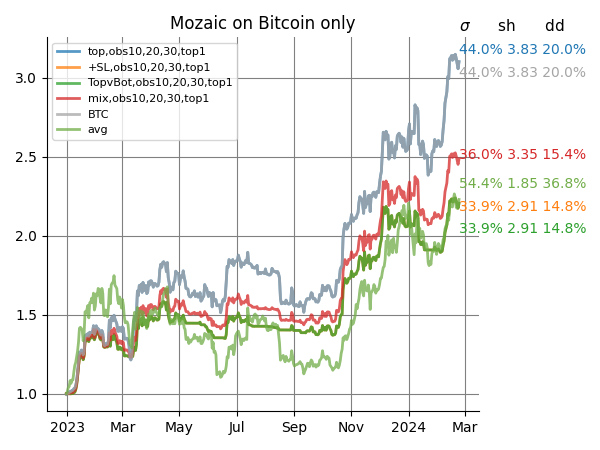 Mozaic on Bitcoin only
σ sh dd
top,obs10,20,30,top1
+SL,obs10,20,30,top1
TopvBot,obs10,20,30,top1
mix,obs10,20,30,top1
BTC
avg
44.0% 3.83 20.0%
44.0% 3.83 20.0%
36.0% 3.35 15.4%
54.4% 1.85 36.8%
33.9% 2.91 14.8%
33.9% 2.91 14.8%
3.0
2.5
2.0
1.5
1.0
2023 Mar May Jul Sep Nov 2024 Mar